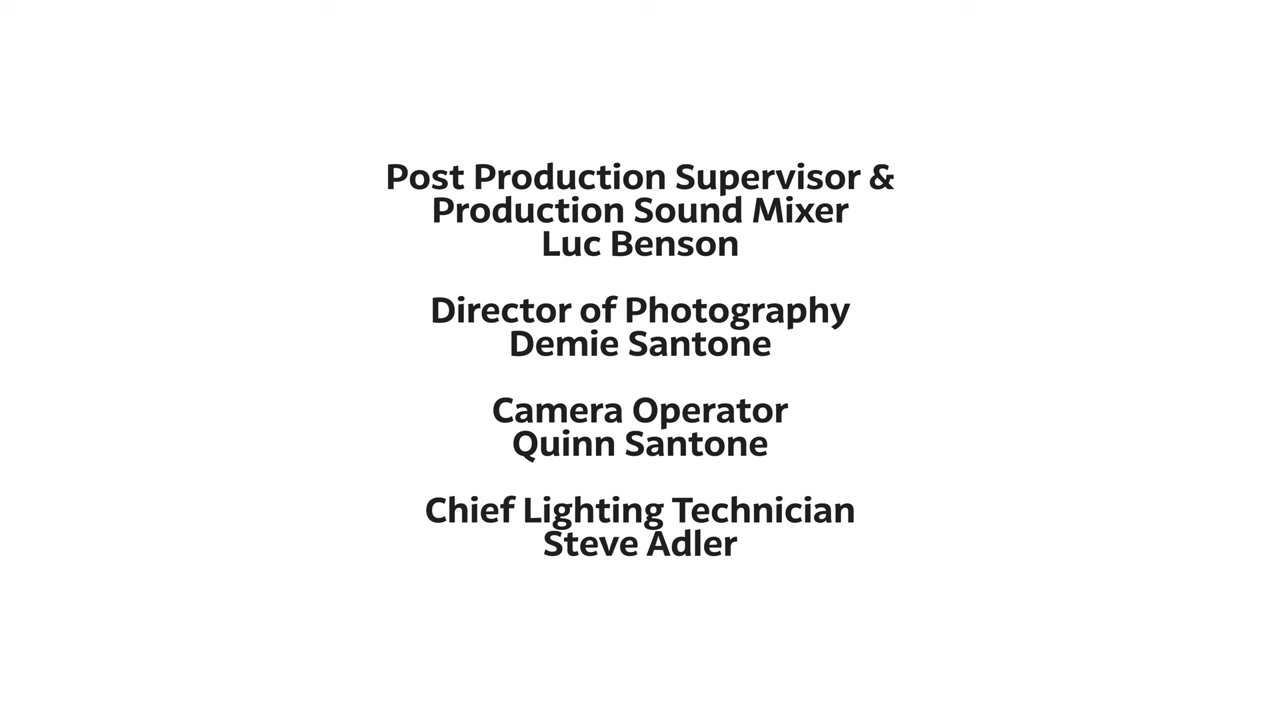 Post Production Supervisor &
Production Sound Mixer
Luc Benson
Director of Photography
Demie Santone
Camera Operator
Quinn Santone
Chief Lighting Technician
Steve Adler